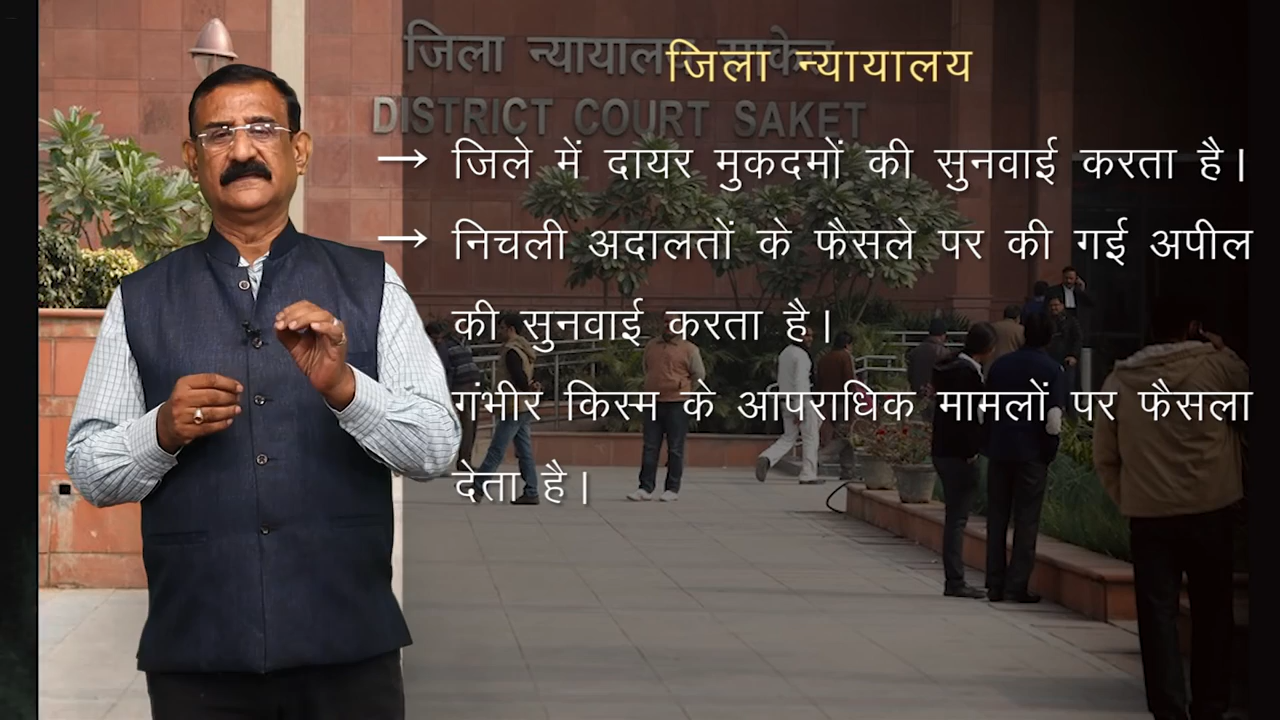 जिला न्यायालय साकेत
जिला न्यायालय
DISTRICT COURT SAKET
→ जिले में दायर मुकदमों की सुनवाई करता है।
→ निचली अदालतों के फैसले पर की गई अपील
की सुनवाई करता है।
गंभीर किस्म के आपराधिक मामलों पर फैसला
देता है।